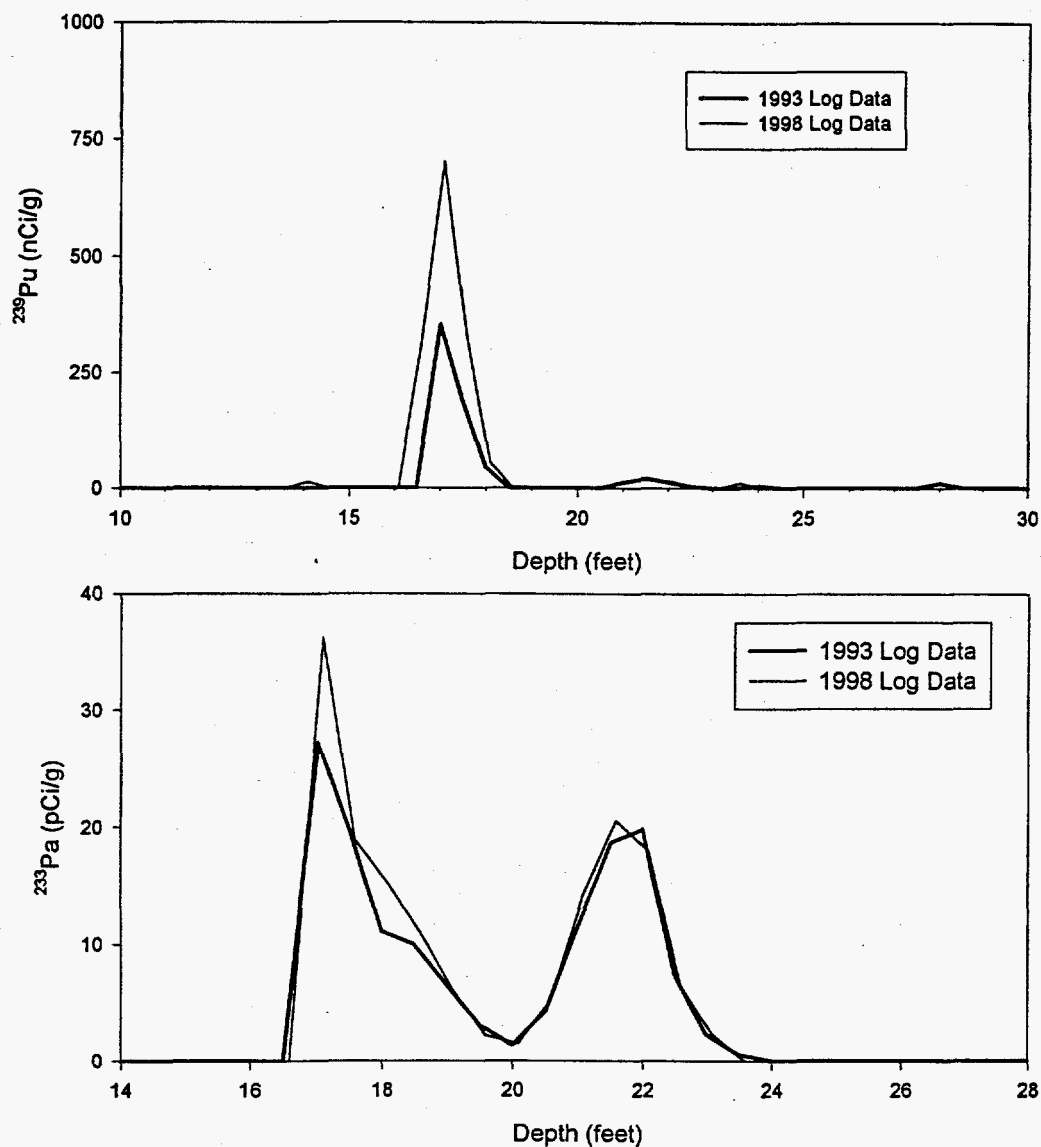 1000
750
500
250
0
²³⁹Pu (nCi/g)
1993 Log Data
1998 Log Data
10 15 20 25 30
Depth (feet)
40
30
20
10
0
²³³Pa (pCi/g)
1993 Log Data
1998 Log Data
14 16 18 20 22 24 26 28
Depth (feet)